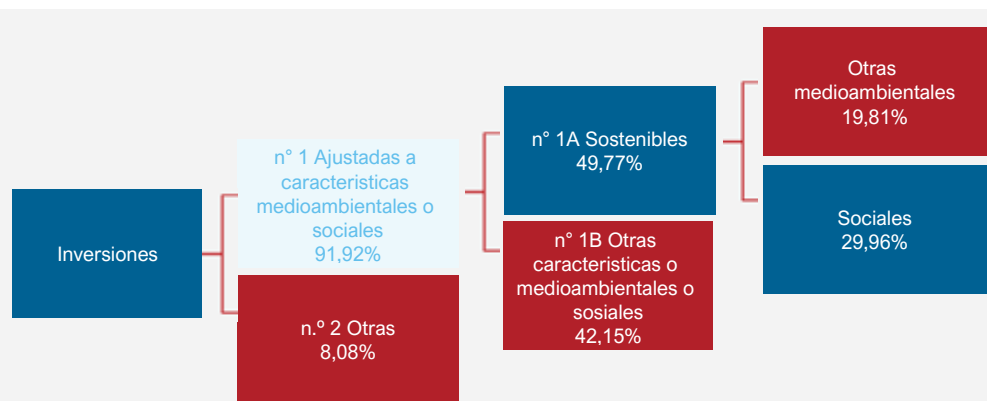 Inversiones
n° 1 Ajustadas a
caracteristicas
medioambientales o
sociales
91,92%
n.º 2 Otras
8,08%
n° 1A Sostenibles
49,77%
n° 1B Otras
caracteristicas o
medioambientales o
sosiales
42,15%
Otras
medioambientales
19,81%
Sociales
29,96%